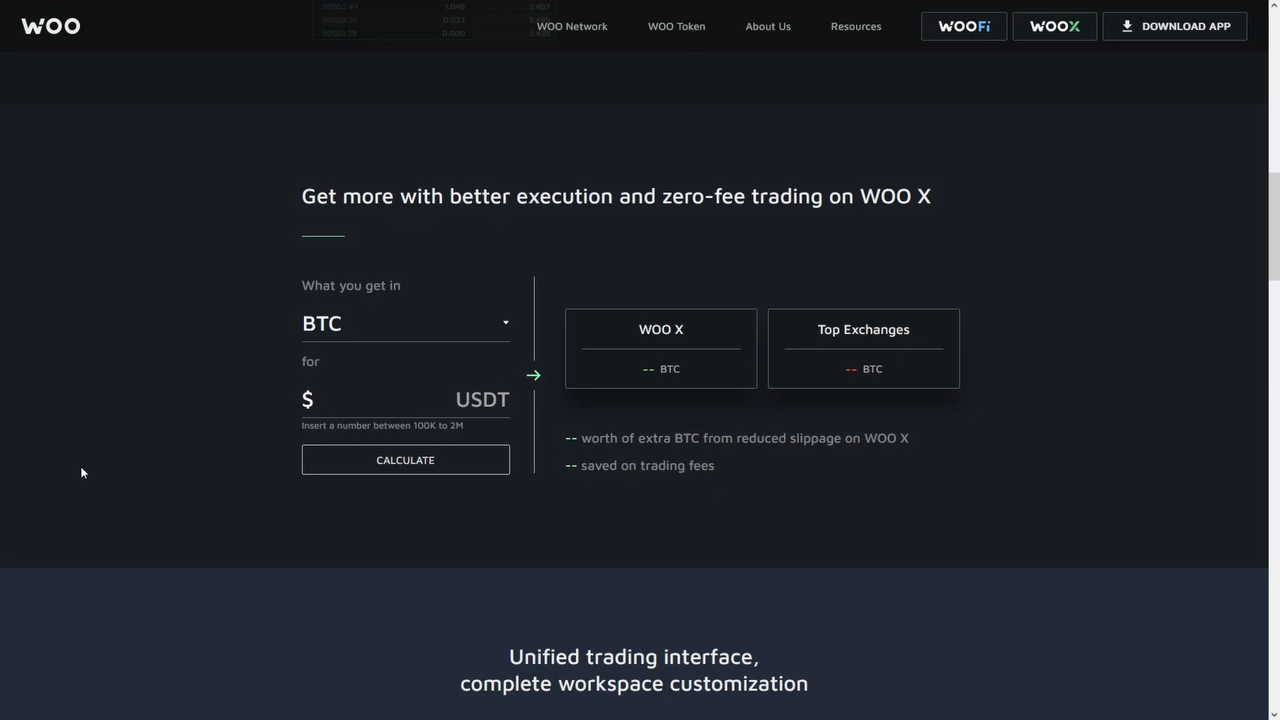 WOO
WOO Network
WOO Token
About Us
Resources
WOOFi
WOOX
DOWNLOAD APP
Get more with better execution and zero-fee trading on WOO X
What you get in
BTC
for
$ USDT
Insert a number between 100K to 2M
CALCULATE
WOO X
-- BTC
Top Exchanges
-- BTC
-- worth of extra BTC from reduced slippage on WOO X
-- saved on trading fees
Unified trading interface,
complete workspace customization